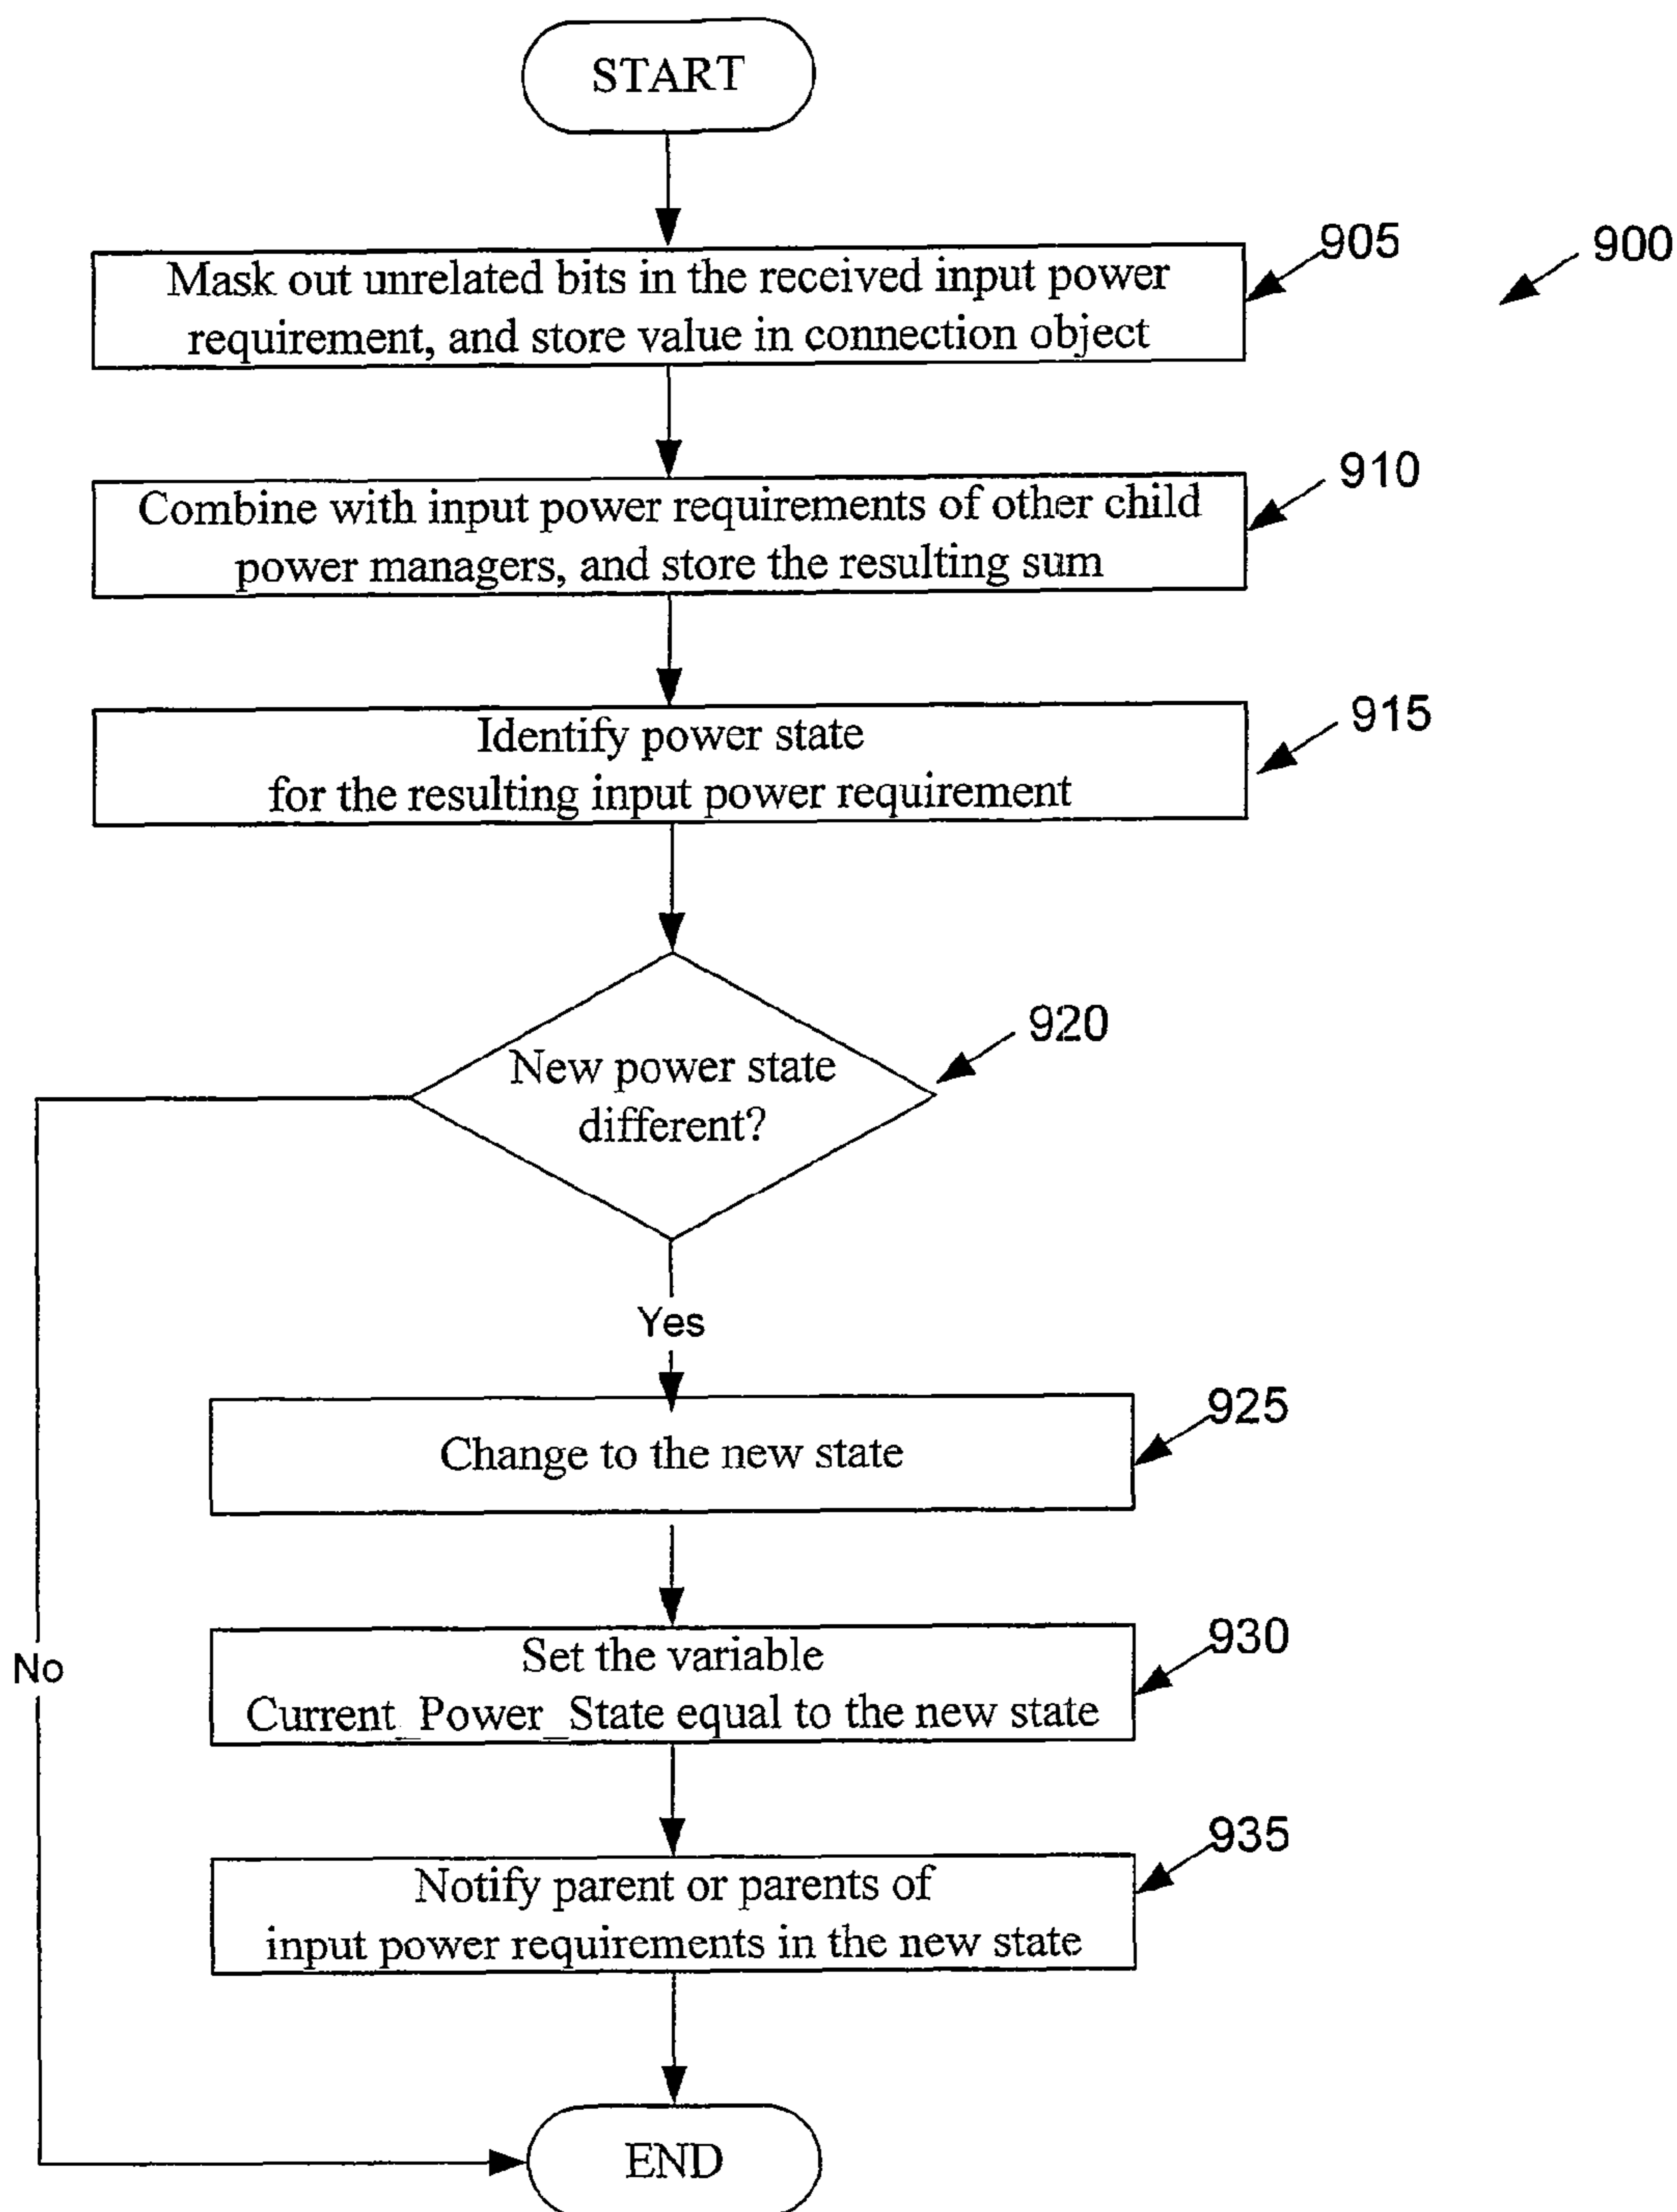 START
905
900
Mask out unrelated bits in the received input power
requirement, and store value in connection object
910
Combine with input power requirements of other child
power managers, and store the resulting sum
915
Identify power state
for the resulting input power requirement
920
New power state
different?
Yes
925
Change to the new state
930
Set the variable
Current_Power_State equal to the new state
No
935
Notify parent or parents of
input power requirements in the new state
END